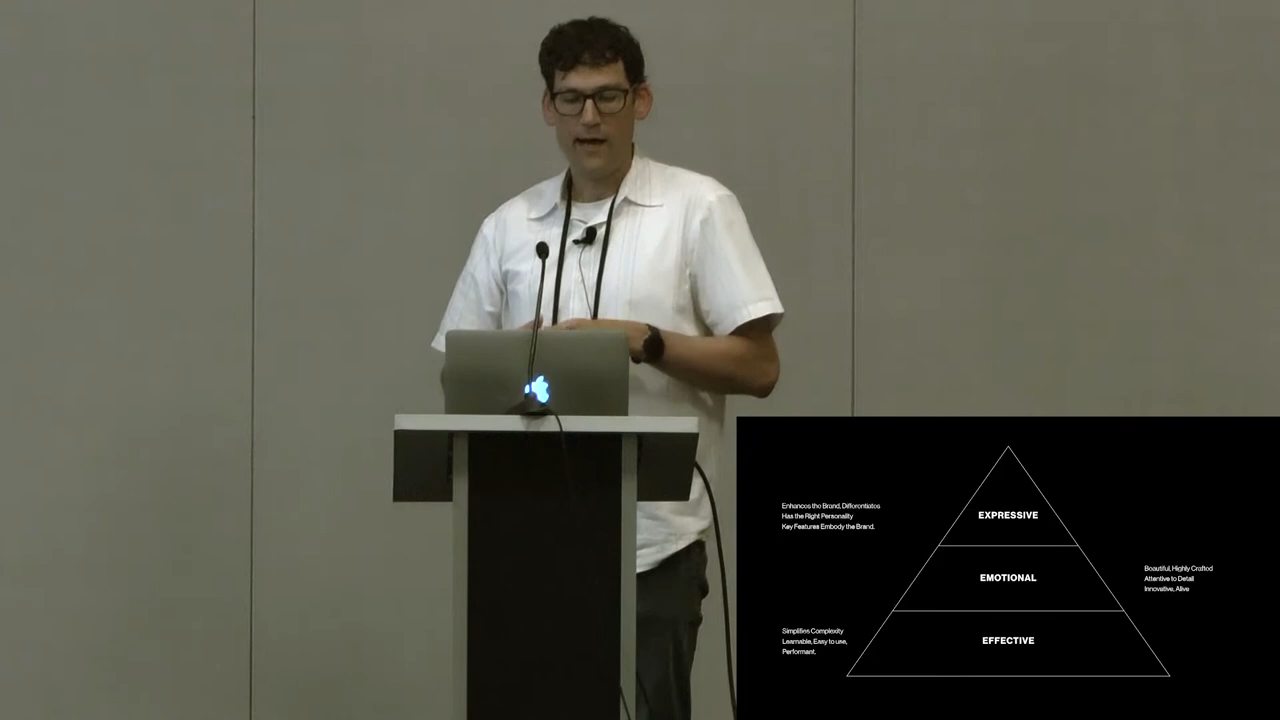 EXPRESSIVE
Enhances the Brand, Differentiates
Has the Right Personality
Key Features Embody the Brand.
EMOTIONAL
Beautiful, Highly Crafted
Attentive to Detail
Innovative, Alive
EFFECTIVE
Simplifies Complexity
Learnable, Easy to use,
Performant.